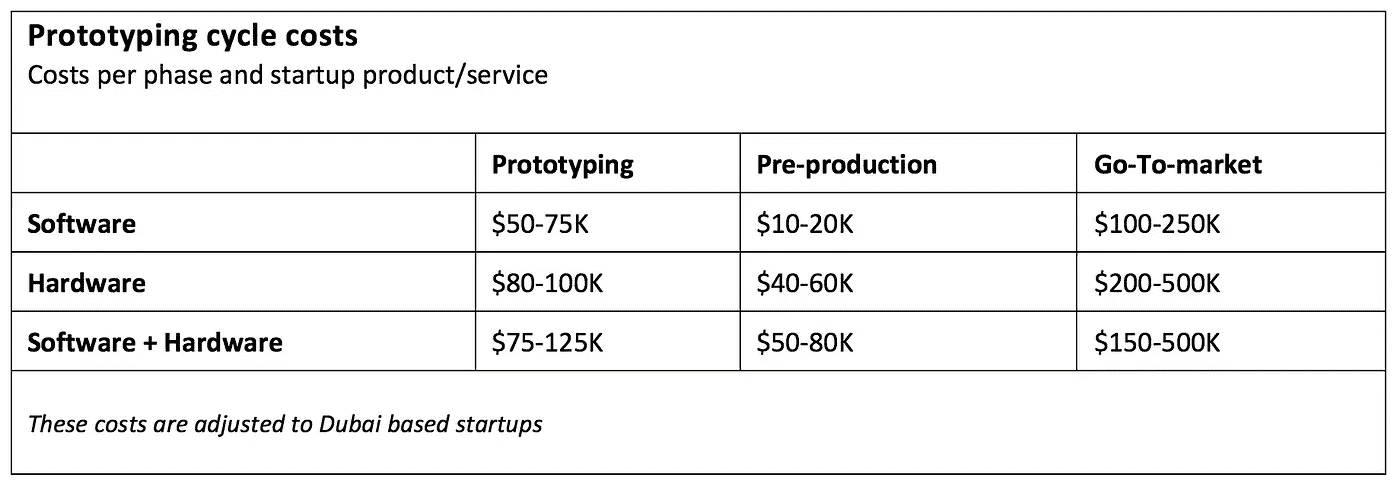 Prototyping cycle costs
Costs per phase and startup product/service
Prototyping Pre-production Go-To-market
Software $50-75K $10-20K $100-250K
Hardware $80-100K $40-60K $200-500K
Software + Hardware $75-125K $50-80K $150-500K
These costs are adjusted to Dubai based startups